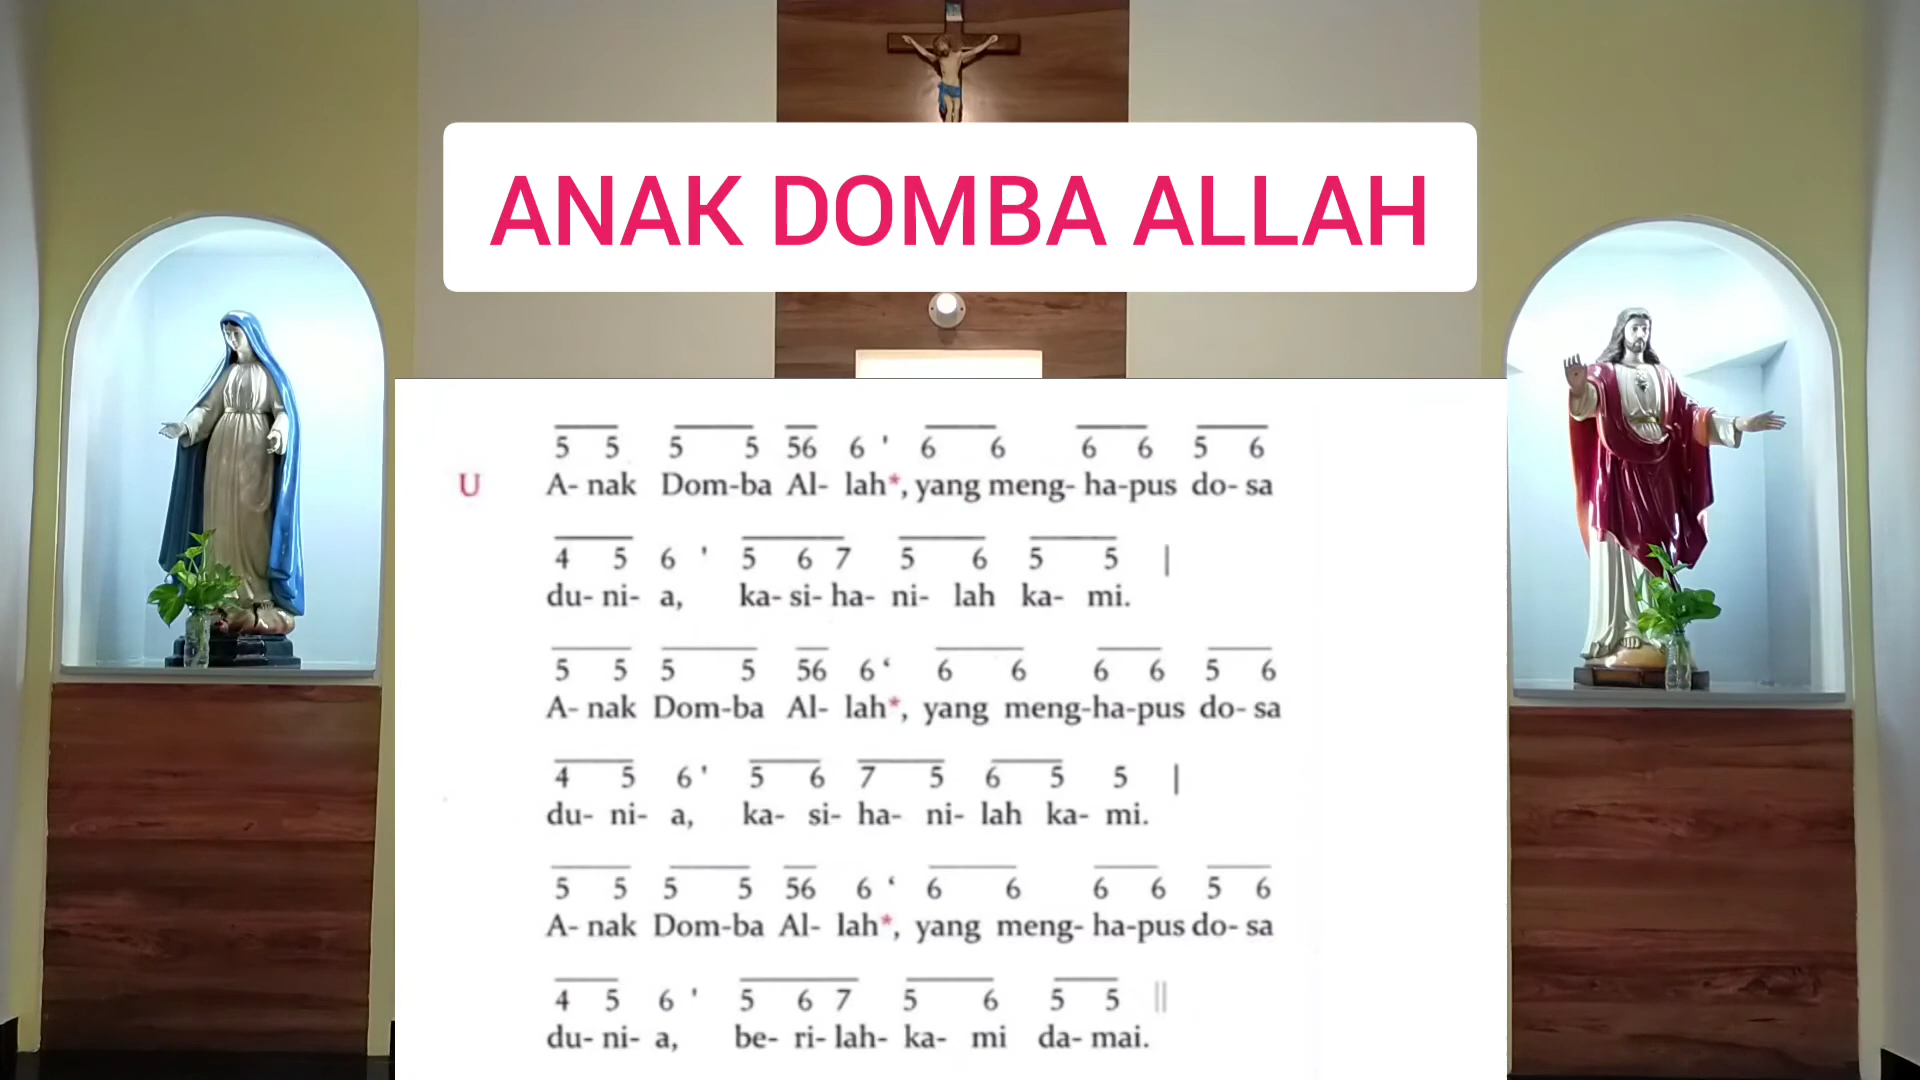 ANAK DOMBA ALLAH
5 5 5 5 56 6 ' 6 6 6 6 5 6
U A- nak Dom-ba Al- lah*, yang meng- ha-pus do- sa
4 5 6 ' 5 6 7 5 6 5 5 |
du- ni- a, ka- si- ha- ni- lah ka- mi.
5 5 5 5 56 6 ‘ 6 6 6 6 5 6
A- nak Dom-ba Al- lah*, yang meng-ha-pus do- sa
4 5 6 ' 5 6 7 5 6 5 5 |
du- ni- a, ka- si- ha- ni- lah ka- mi.
5 5 5 5 56 6 ‘ 6 6 6 6 5 6
A- nak Dom-ba Al- lah*, yang meng- ha-pus do- sa
4 5 6 ' 5 6 7 5 6 5 5 ||
du- ni- a, be- ri- lah- ka- mi da- mai.